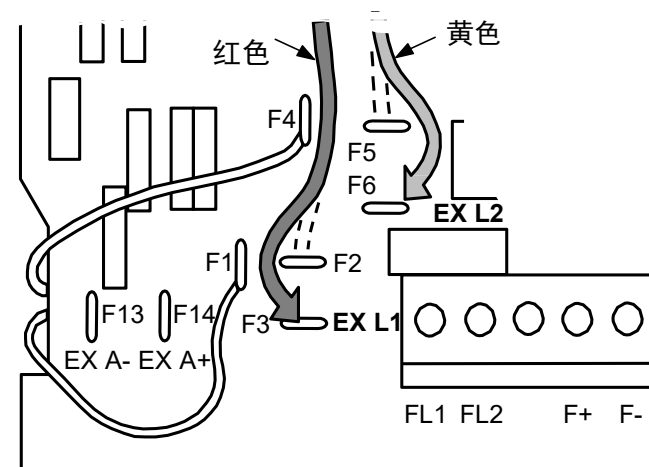 红色
黄色
F4
F5
F6
EX L2
F1
F2
F13
F14
F3
EX L1
EX A-
EX A+
FL1
FL2
F+
F-